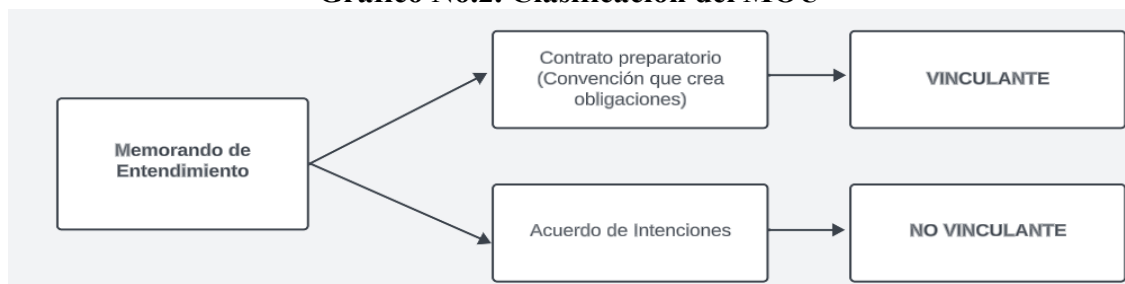 Gráfico No.2: Clasificación del MOU
Contrato preparatorio
(Convención que crea
obligaciones)
VINCULANTE
Memorando de
Entendimiento
Acuerdo de Intenciones
NO VINCULANTE